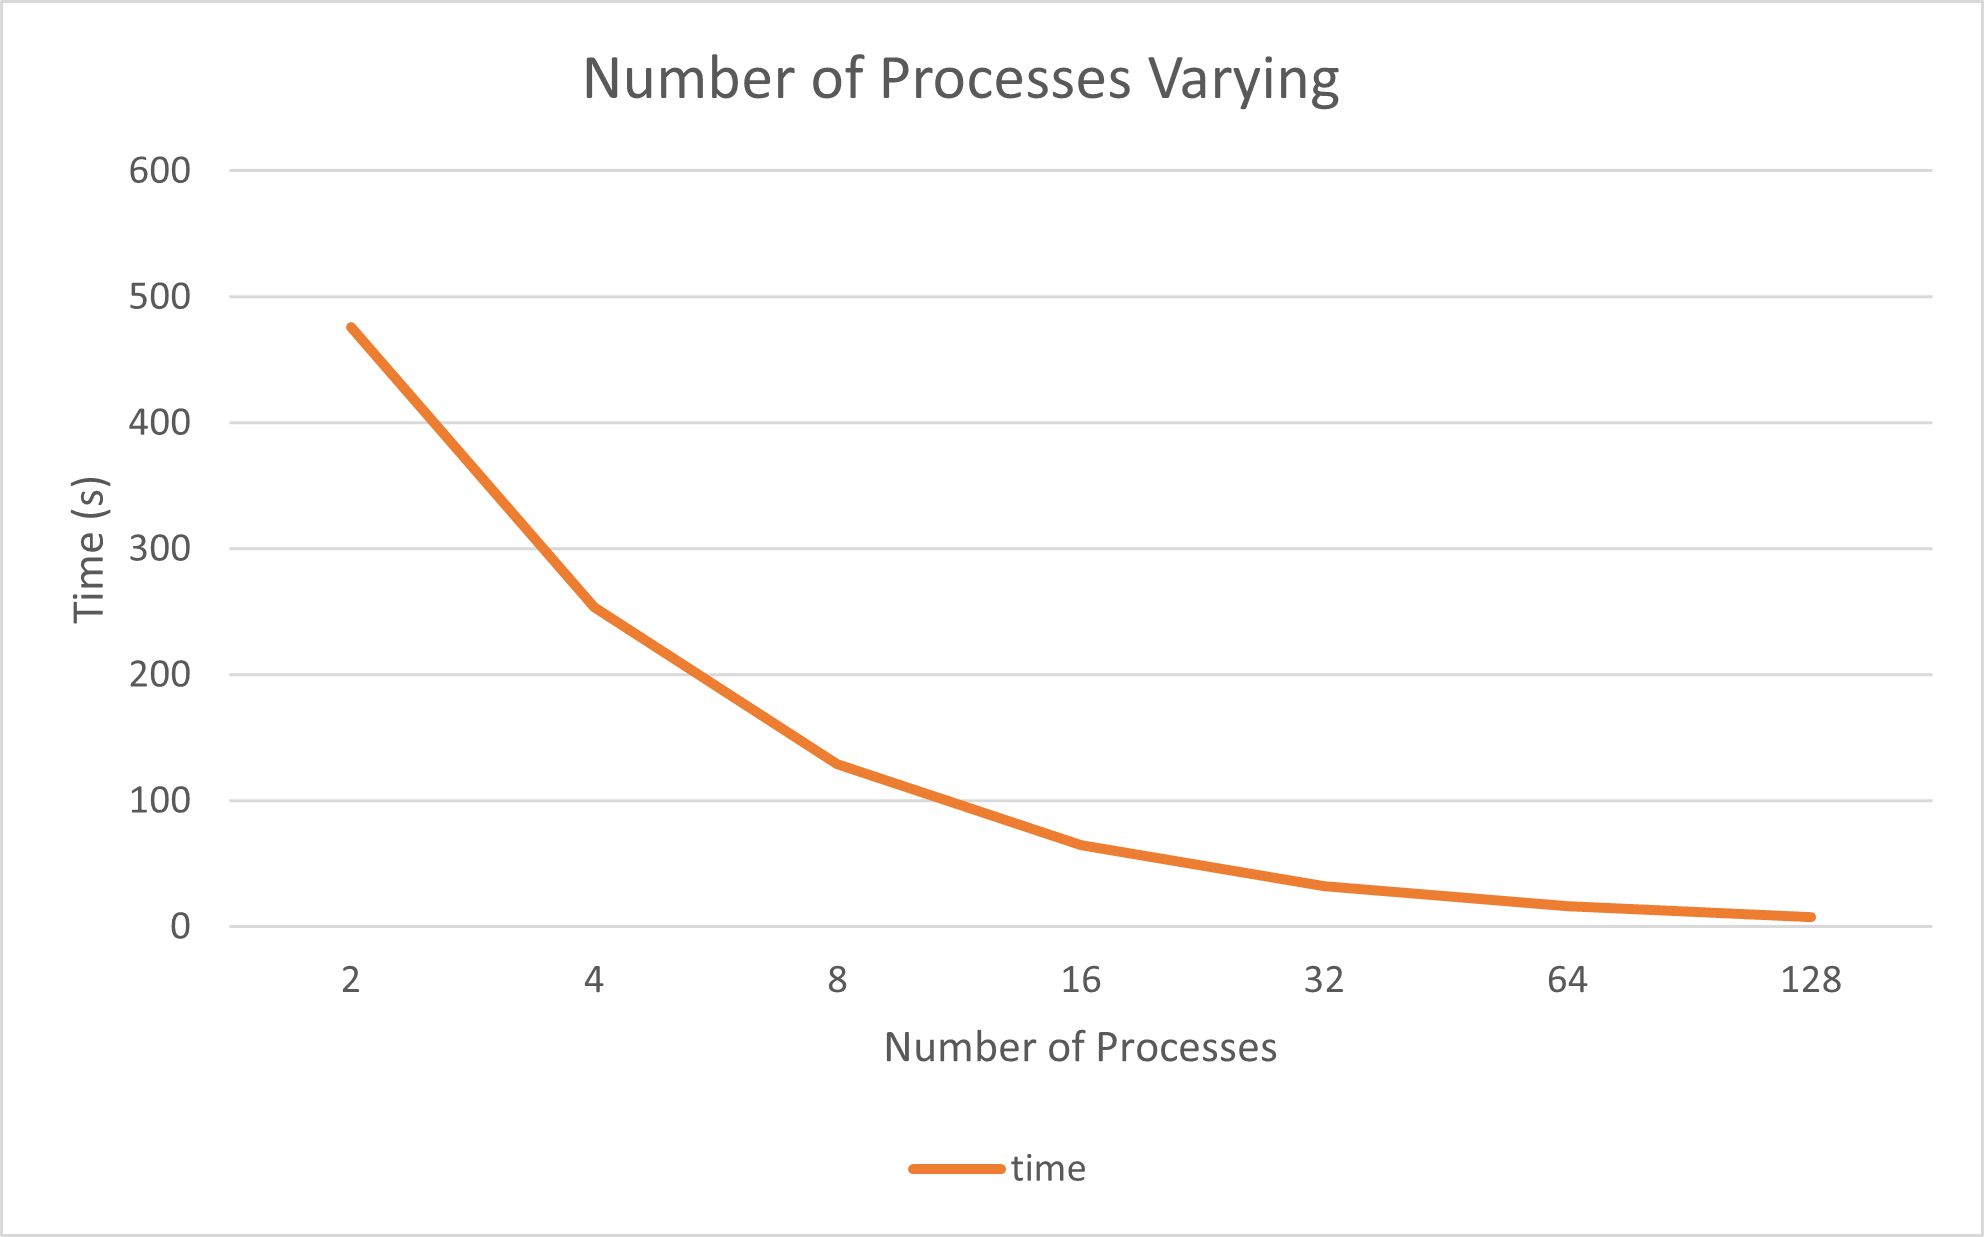 Number of Processes Varying
600
500
400
300
200
100
0
Time (s)
2 4 8 16 32 64 128
Number of Processes
time